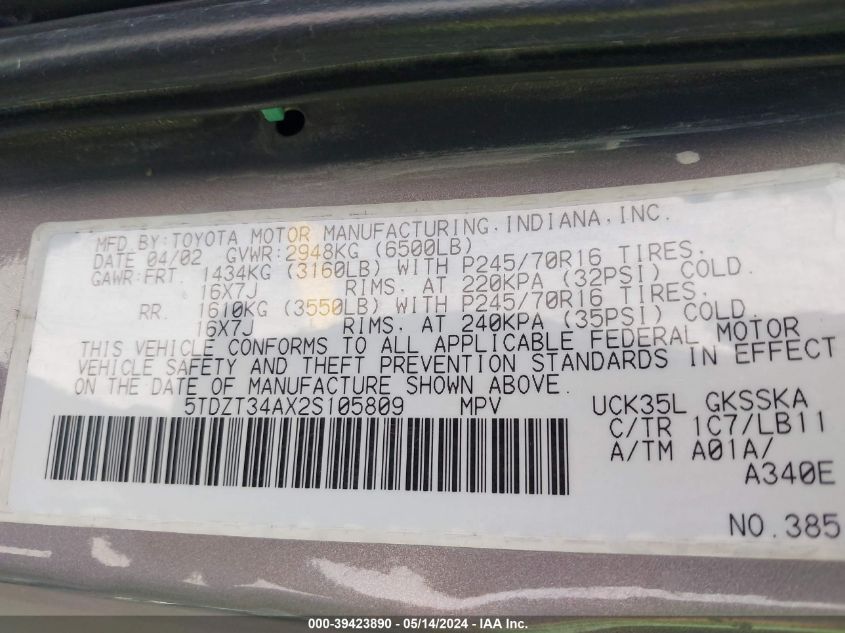 MFD.BY:TOYOTA MOTOR MANUFACTURING,INDIANA,INC.
DATE 04/02 GVWR:2948KG (6500LB)
GAWR:FRT. 1434KG (3160LB) WITH P245/70R16 TIRES.
16X7J RIMS. AT 220KPA (32PSI) COLD.
RR. 1610KG (3550LB) WITH P245/70R16 TIRES.
16X7J RIMS. AT 240KPA (35PSI) COLD.
THIS VEHICLE CONFORMS TO ALL APPLICABLE FEDERAL MOTOR
VEHICLE SAFETY AND THEFT PREVENTION STANDARDS IN EFFECT
ON THE DATE OF MANUFACTURE SHOWN ABOVE.
5TDZT34AX2S105809 MPV UCK35L GKSSKA
C/TR 1C7/LB11
A/TM A01A/
A340E
NO.385
000-39423890 - 05/14/2024 - IAA Inc.